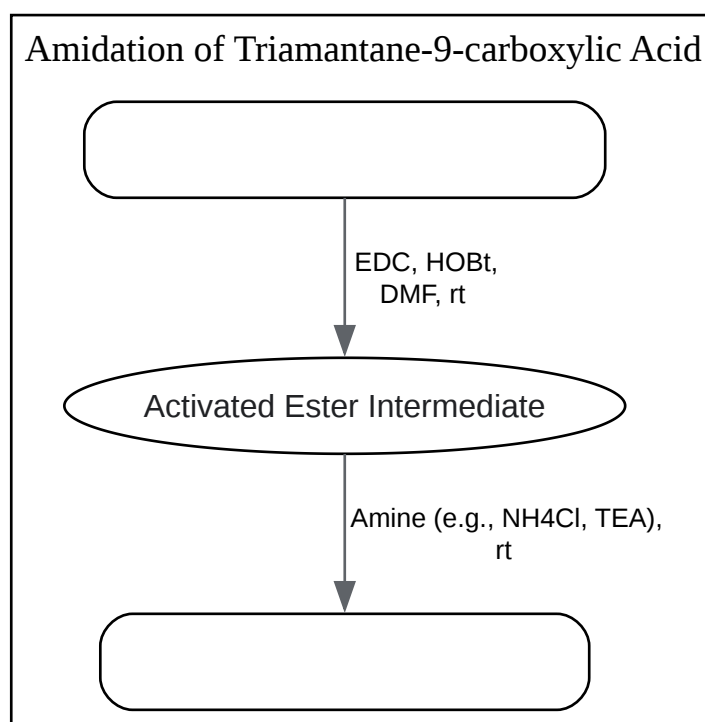 Amidation of Triamantane-9-carboxylic Acid
EDC, HOBt,
DMF, rt
Activated Ester Intermediate
Amine (e.g., NH4Cl, TEA),
rt